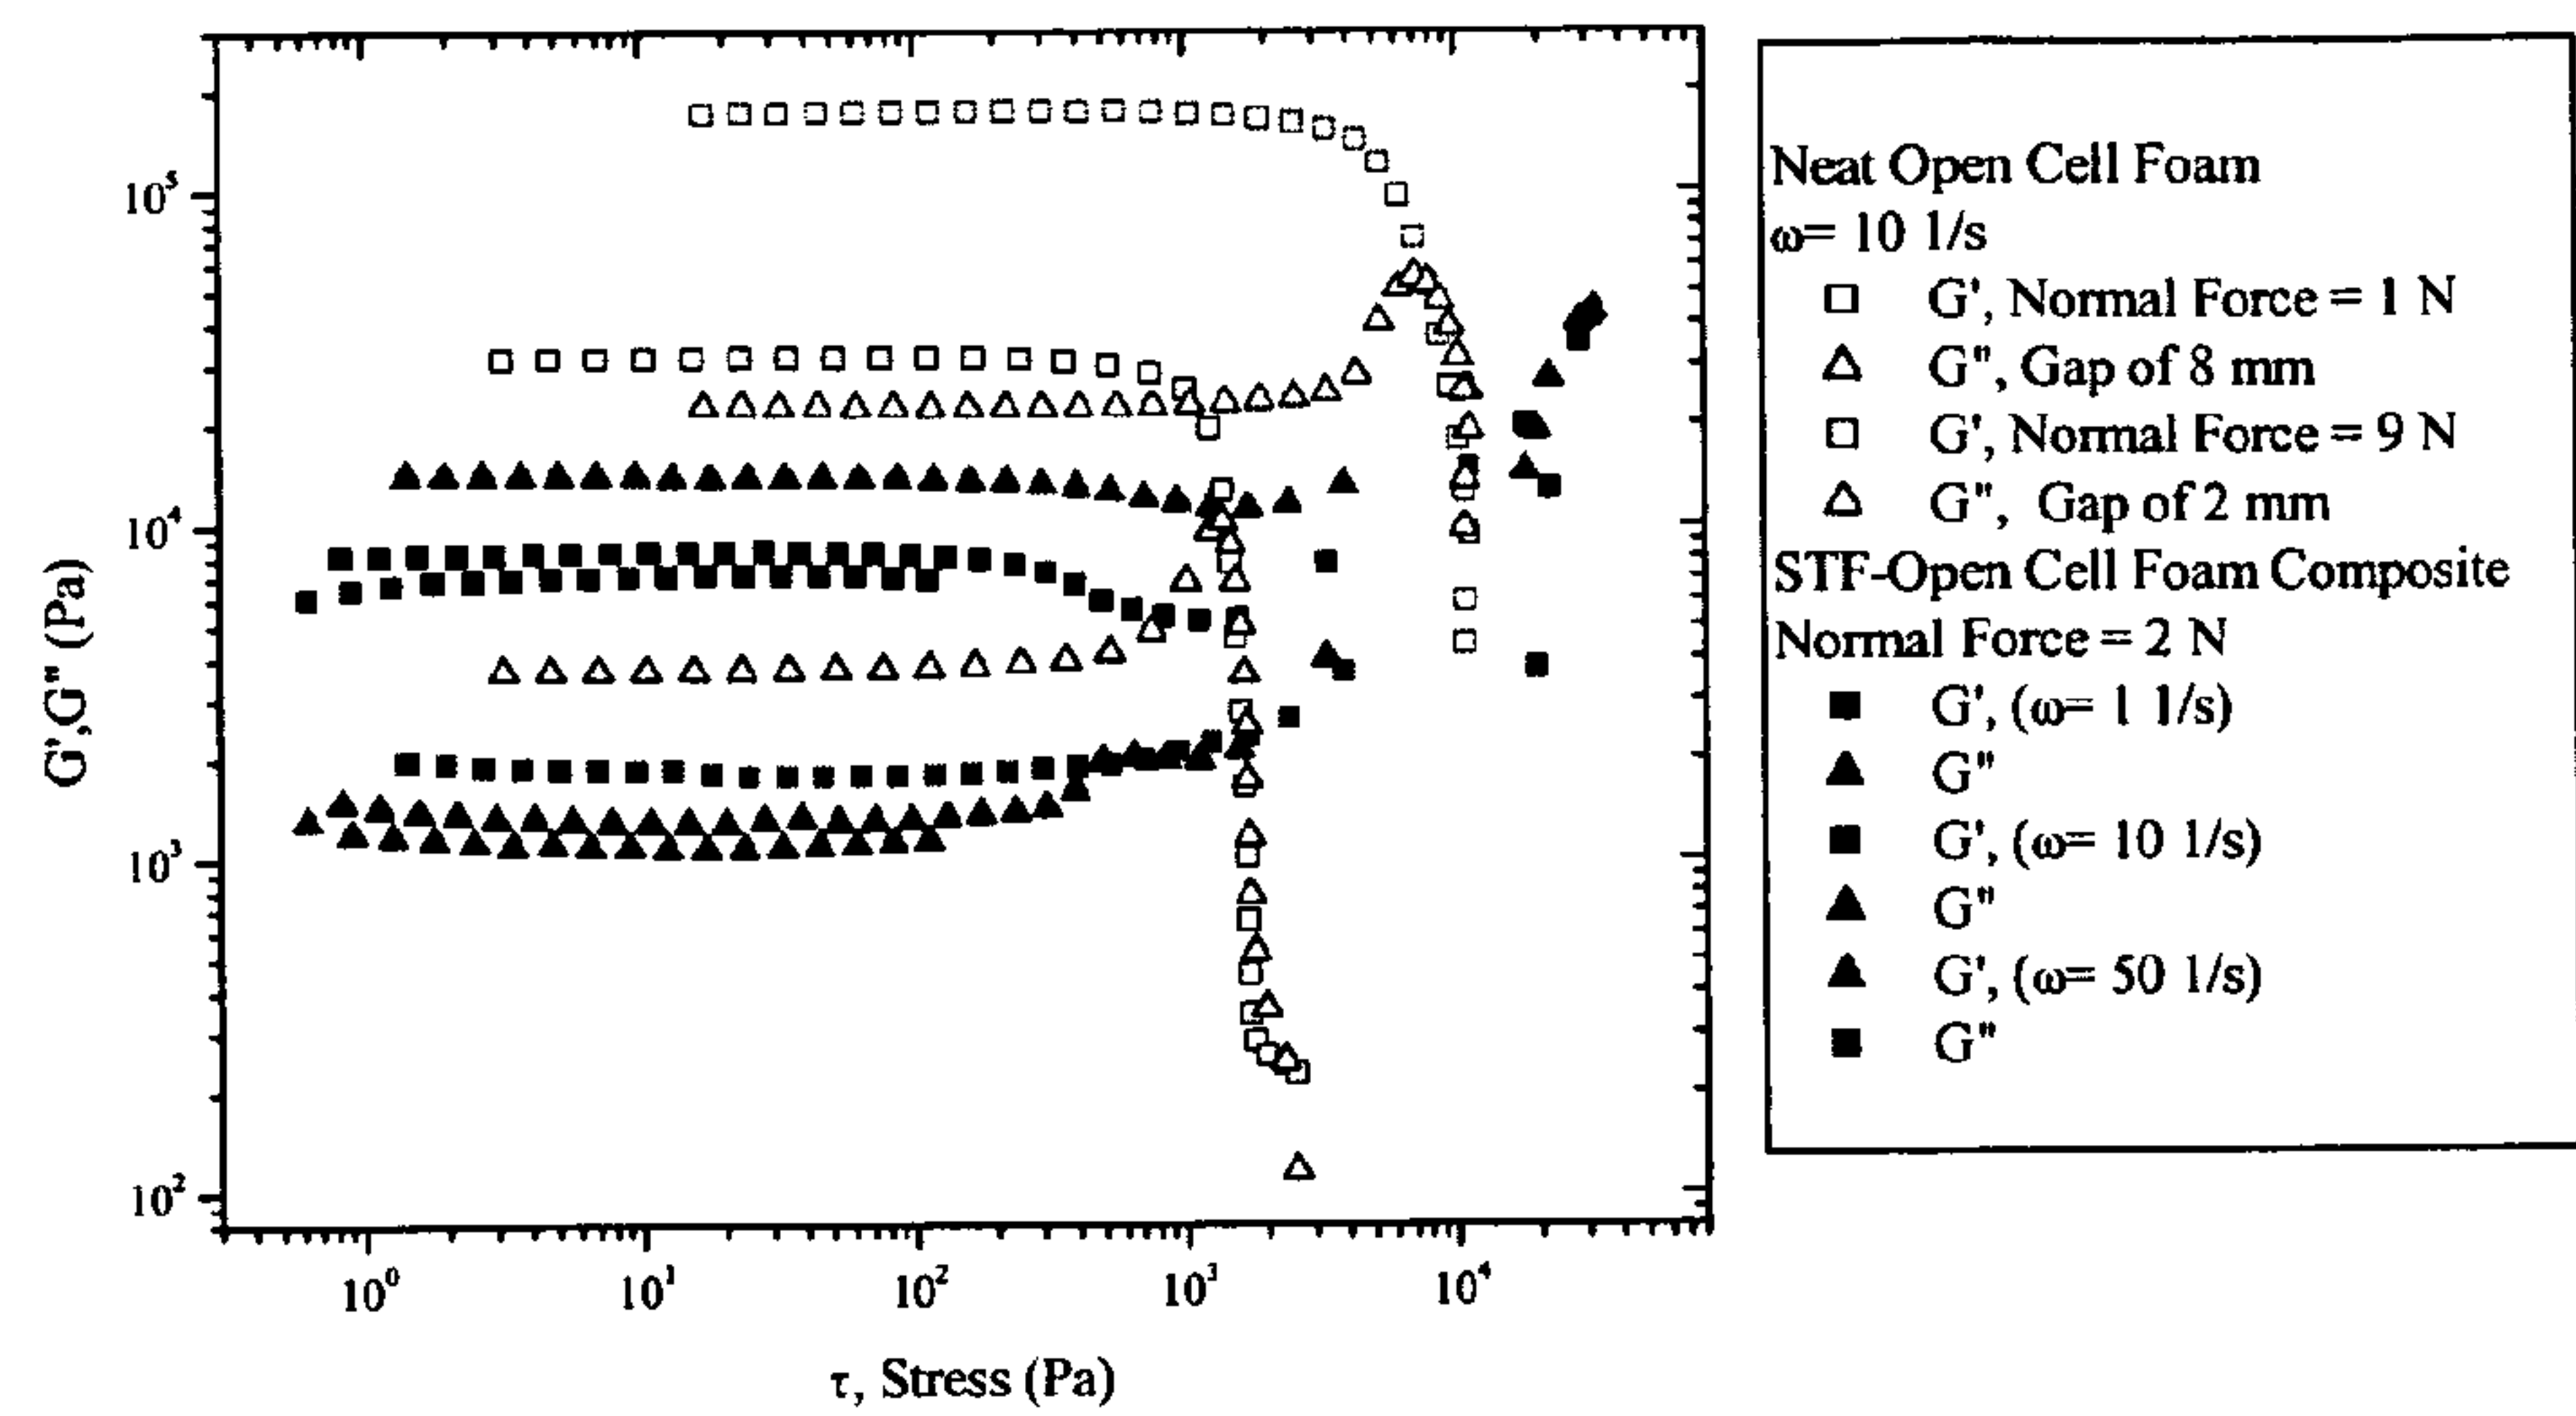 10⁵
10⁴
10³
10²
G',G" (Pa)
10⁰ 10¹ 10² 10³ 10⁴
τ, Stress (Pa)
Neat Open Cell Foam
ω= 10 1/s
G', Normal Force = 1 N
G", Gap of 8 mm
G', Normal Force = 9 N
G", Gap of 2 mm
STF-Open Cell Foam Composite
Normal Force = 2 N
G', (ω= 1 1/s)
G"
G', (ω= 10 1/s)
G"
G', (ω= 50 1/s)
G"